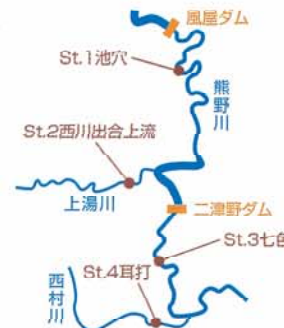 風屋ダム
St.1池穴
熊野川
St.2西川出合上流
上湯川
二津野ダム
St.3七色
St.4耳打
西村川